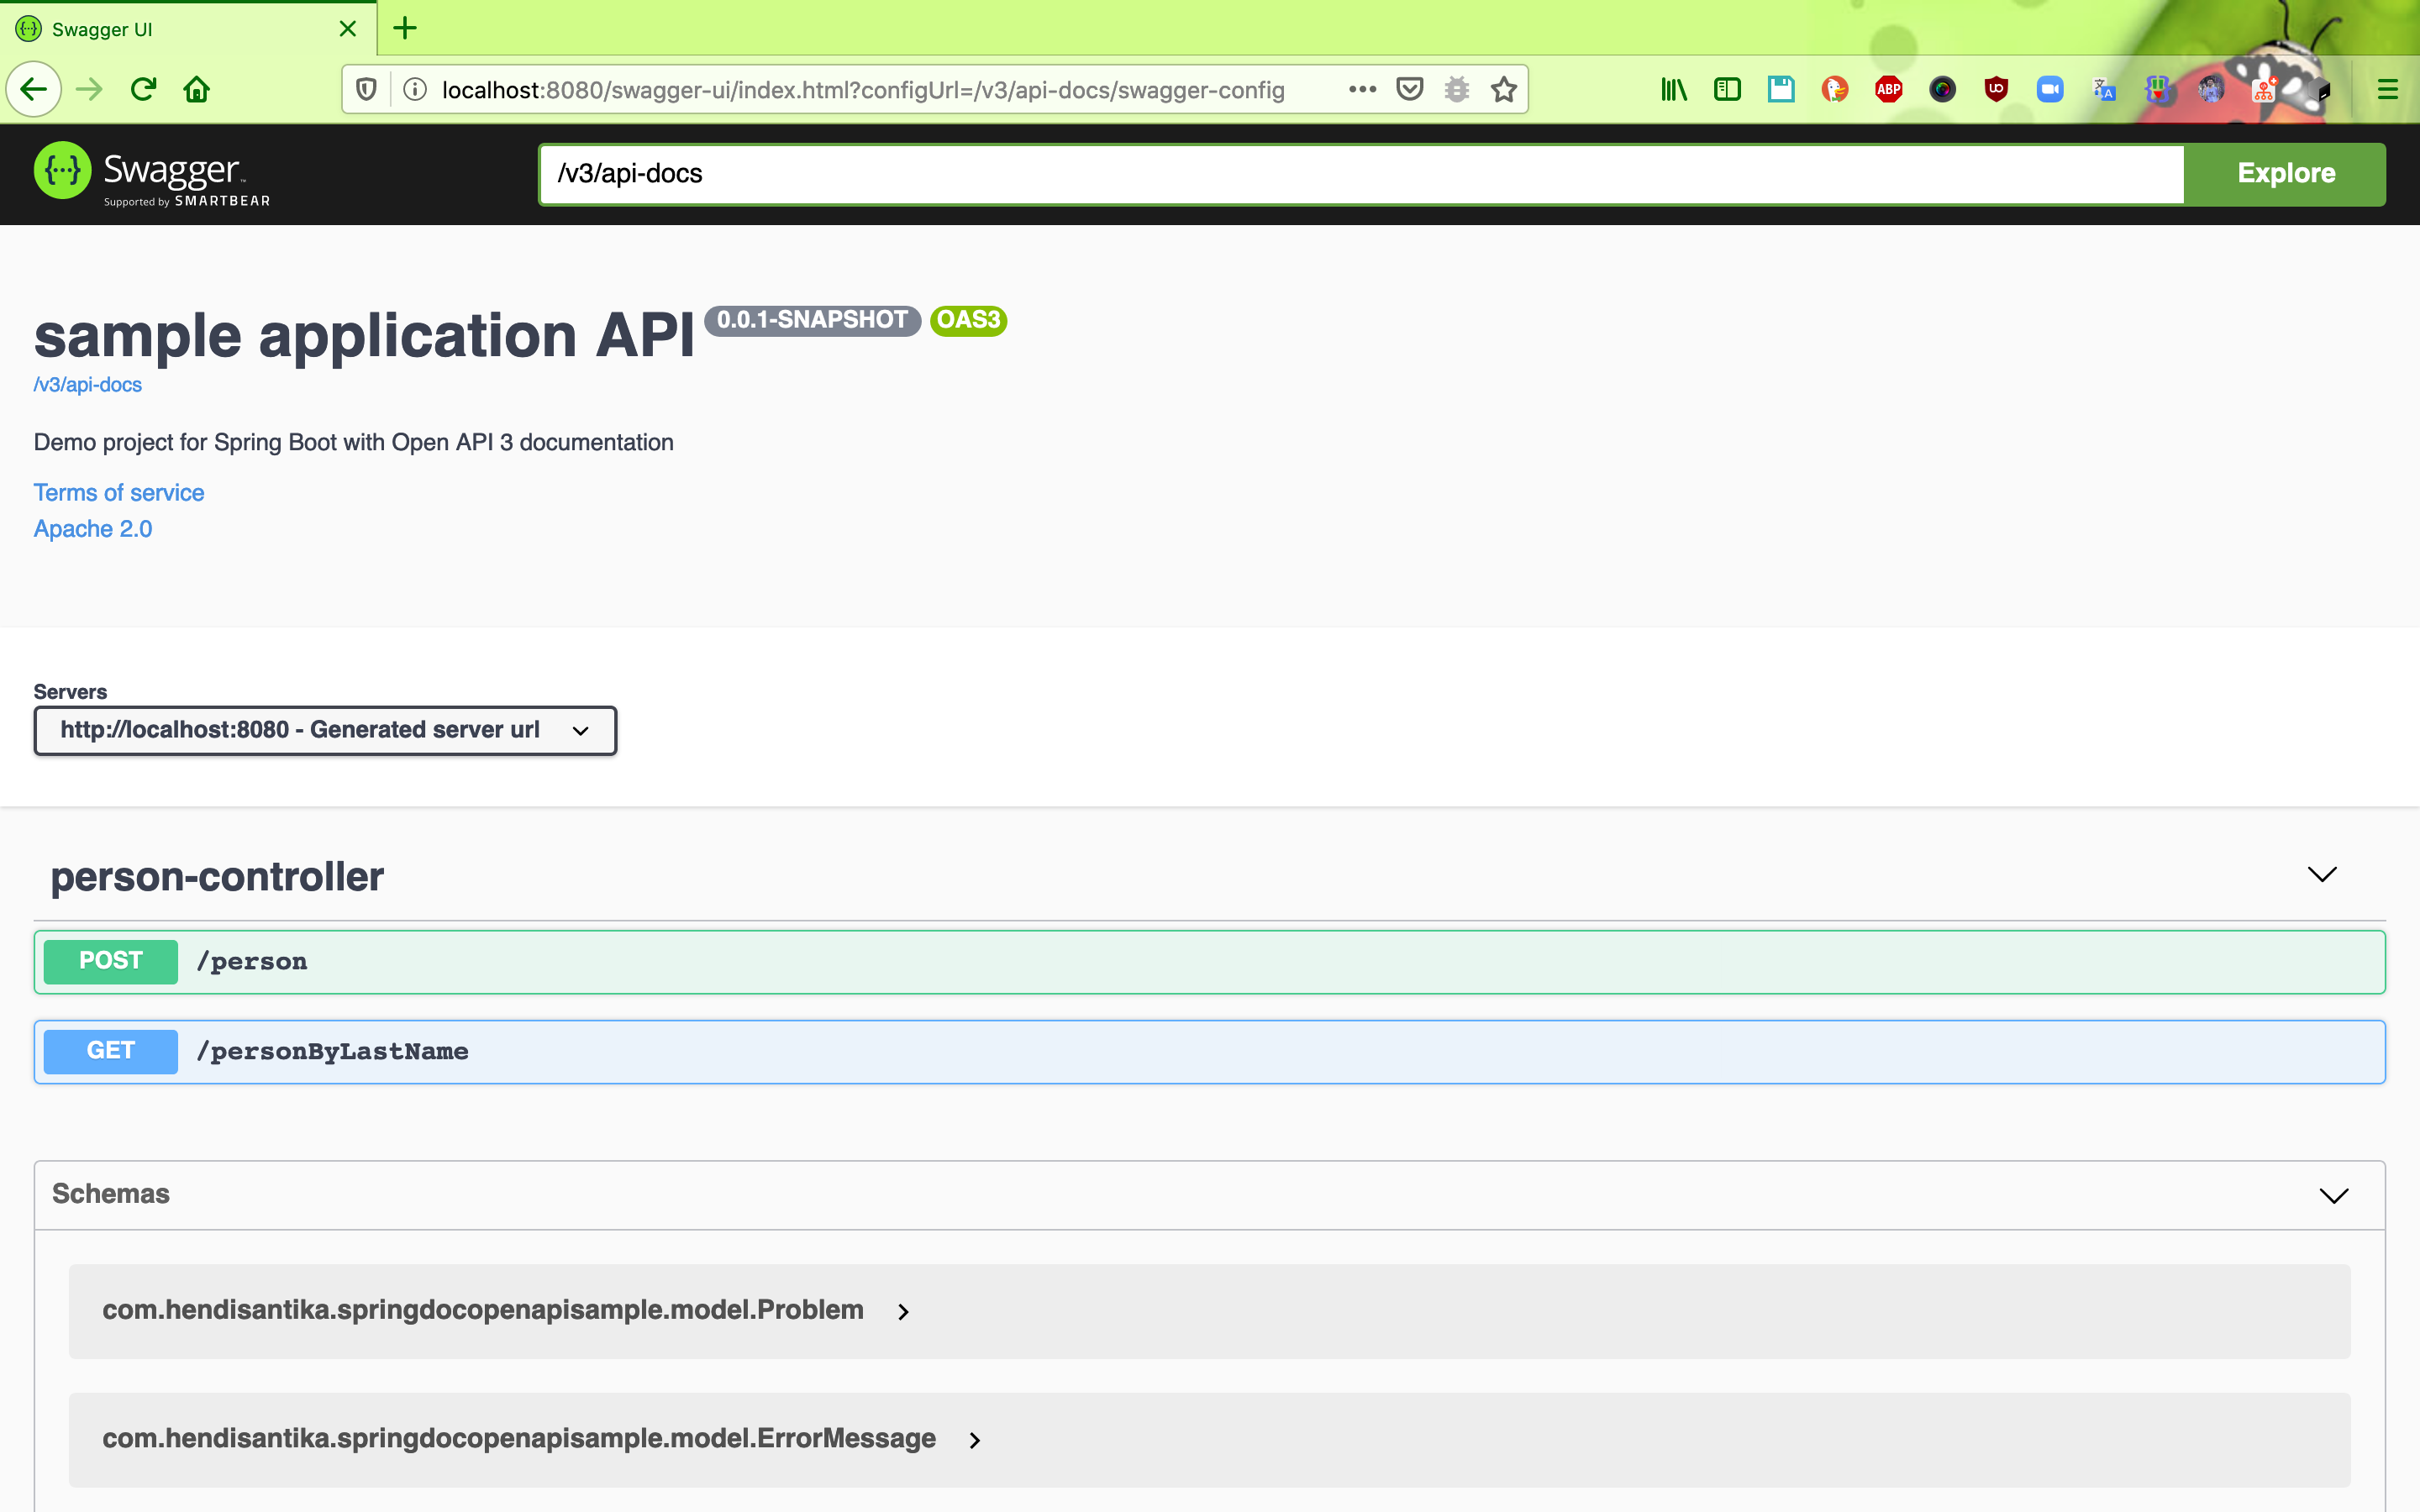 Swagger UI
localhost:8080/swagger-ui/index.html?configUrl=/v3/api-docs/swagger-config
ABP
Swagger™
Supported by SMARTBEAR
/v3/api-docs
Explore
sample application API 0.0.1-SNAPSHOT OAS3
/v3/api-docs
Demo project for Spring Boot with Open API 3 documentation
Terms of service
Apache 2.0
Servers
http://localhost:8080 - Generated server url
person-controller
POST /person
GET /personByLastName
Schemas
com.hendisantika.springdocopenapisample.model.Problem
com.hendisantika.springdocopenapisample.model.ErrorMessage